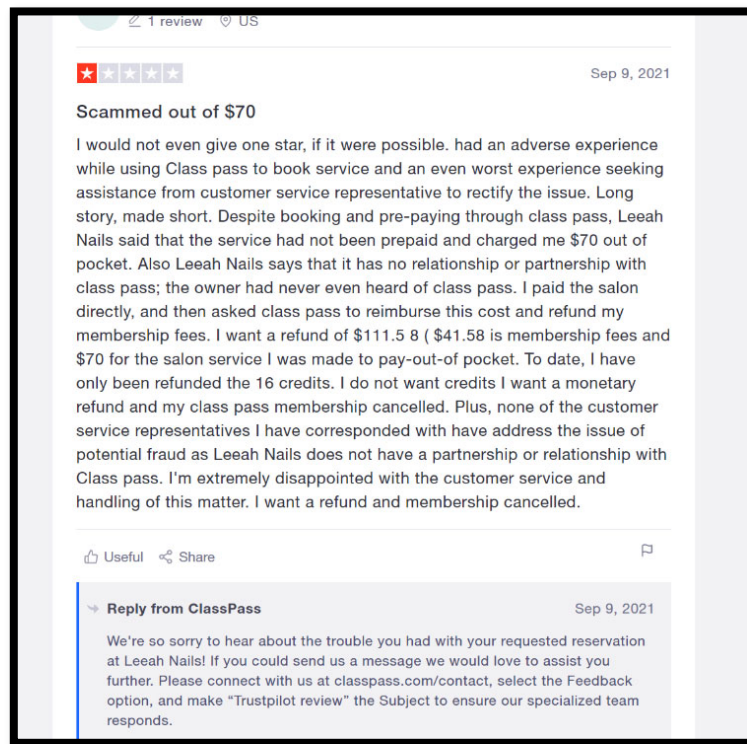 1 review US
Sep 9, 2021
Scammed out of $70
I would not even give one star, if it were possible. had an adverse experience
while using Class pass to book service and an even worst experience seeking
assistance from customer service representative to rectify the issue. Long
story, made short. Despite booking and pre-paying through class pass, Leeah
Nails said that the service had not been prepaid and charged me $70 out of
pocket. Also Leeah Nails says that it has no relationship or partnership with
class pass; the owner had never even heard of class pass. I paid the salon
directly, and then asked class pass to reimburse this cost and refund my
membership fees. I want a refund of $111.5 8 ( $41.58 is membership fees and
$70 for the salon service I was made to pay-out-of pocket. To date, I have
only been refunded the 16 credits. I do not want credits I want a monetary
refund and my class pass membership cancelled. Plus, none of the customer
service representatives I have corresponded with have address the issue of
potential fraud as Leeah Nails does not have a partnership or relationship with
Class pass. I'm extremely disappointed with the customer service and
handling of this matter. I want a refund and membership cancelled.
Useful Share
Reply from ClassPass Sep 9, 2021
We're so sorry to hear about the trouble you had with your requested reservation
at Leeah Nails! If you could send us a message we would love to assist you
further. Please connect with us at classpass.com/contact, select the Feedback
option, and make “Trustpilot review” the Subject to ensure our specialized team
responds.